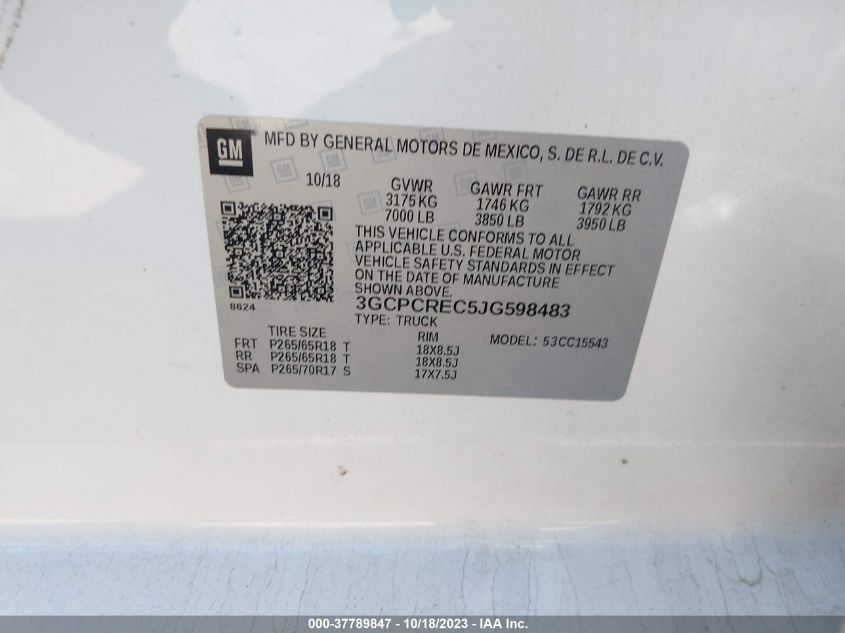 GM MFD BY GENERAL MOTORS DE MEXICO, S. DE R.L. DE C.V.
10/18 GVWR GAWR FRT GAWR RR
3175 KG 1746 KG 1792 KG
7000 LB 3850 LB 3950 LB
THIS VEHICLE CONFORMS TO ALL
APPLICABLE U.S. FEDERAL MOTOR
VEHICLE SAFETY STANDARDS IN EFFECT
ON THE DATE OF MANUFACTURE
SHOWN ABOVE.
8624 3GCPCREC5JG598483
TYPE: TRUCK
TIRE SIZE RIM MODEL: 53CC15543
FRT P265/65R18 T 18X8.5J
RR P265/65R18 T 18X8.5J
SPA P265/70R17 S 17X7.5J
000-37789847 - 10/18/2023 - IAA Inc.